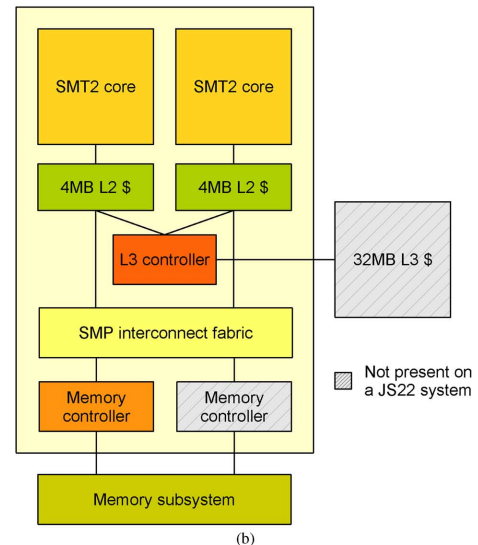 SMT2 core
SMT2 core
4MB L2 $
4MB L2 $
L3 controller
32MB L3 $
SMP interconnect fabric
Not present on
a JS22 system
Memory
controller
Memory
controller
Memory subsystem
(b)